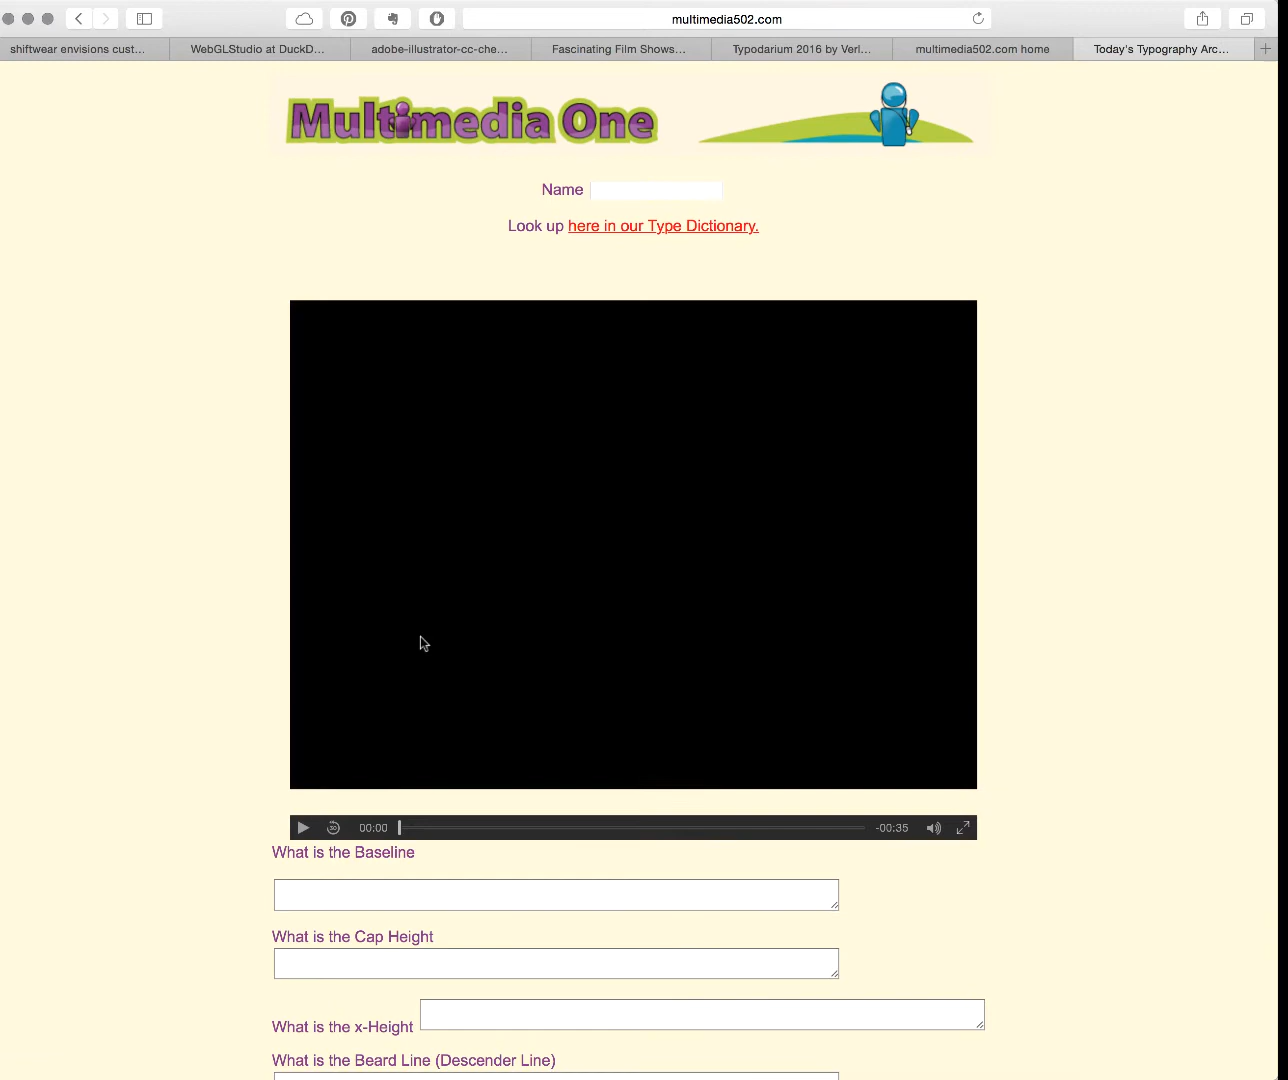 multimedia502.com
shiftwear envisions cust...
WebGLStudio at DuckD...
adobe-illustrator-cc-che...
Fascinating Film Shows...
Typodarium 2016 by Verl...
multimedia502.com home
Today's Typography Arc...
Multimedia One
Name
Look up here in our Type Dictionary.
30
00:00
-00:35
What is the Baseline
What is the Cap Height
What is the x-Height
What is the Beard Line (Descender Line)